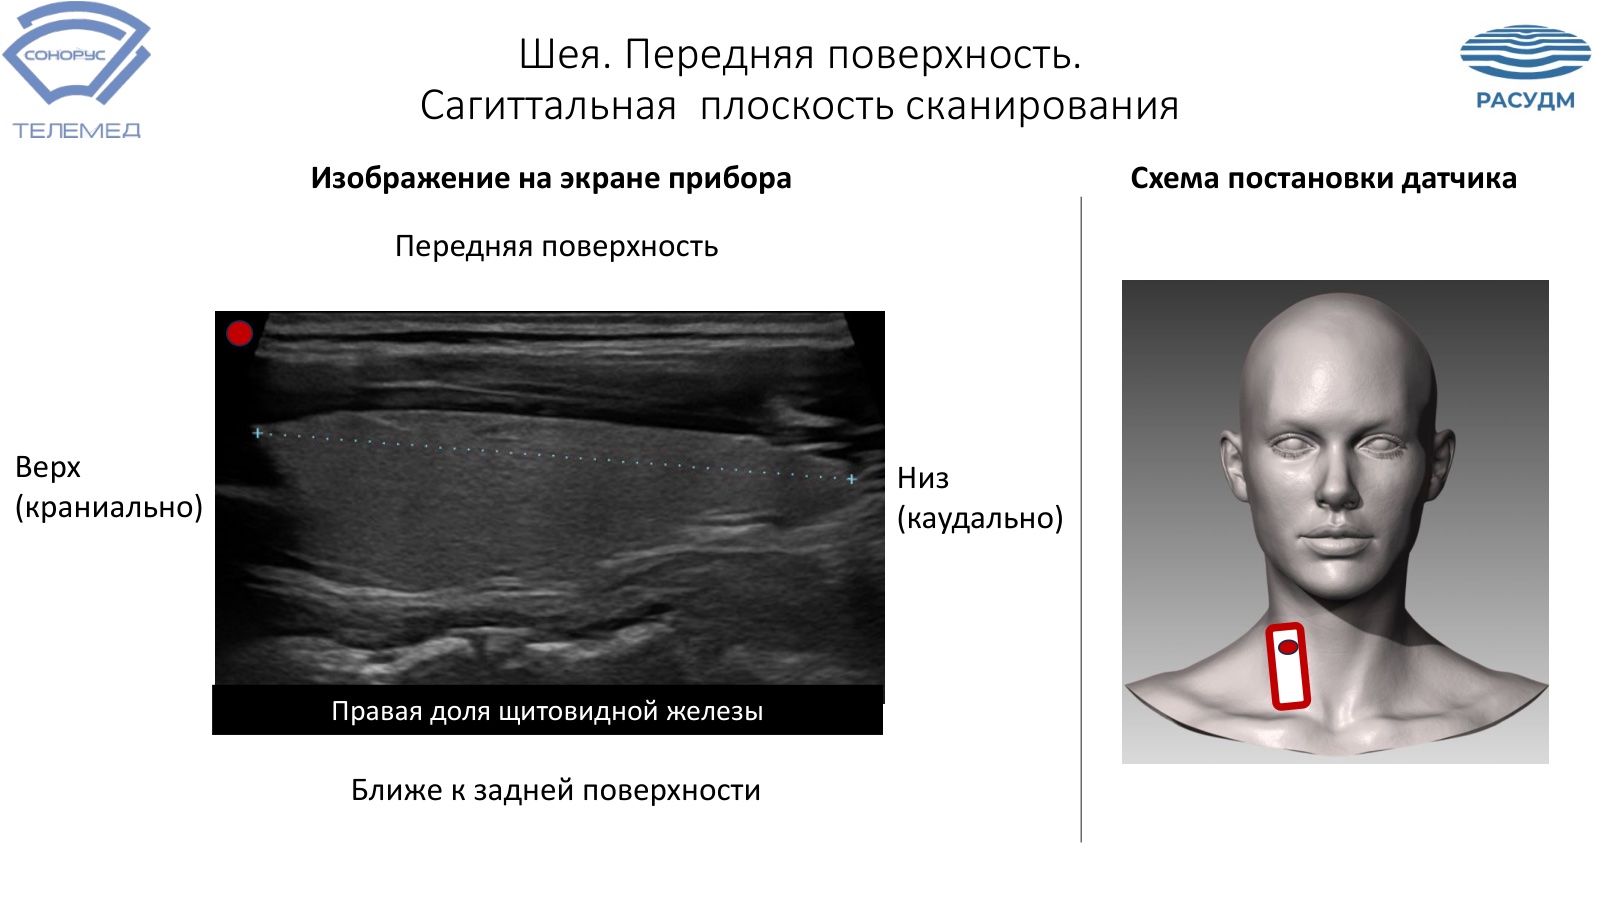 СОНОРУС
ТЕЛЕМЕД
Шея. Передняя поверхность.
Сагиттальная плоскость сканирования
РАСУДМ
Изображение на экране прибора
Схема постановки датчика
Передняя поверхность
Верх
(краниально)
Низ
(каудально)
Правая доля щитовидной железы
Ближе к задней поверхности